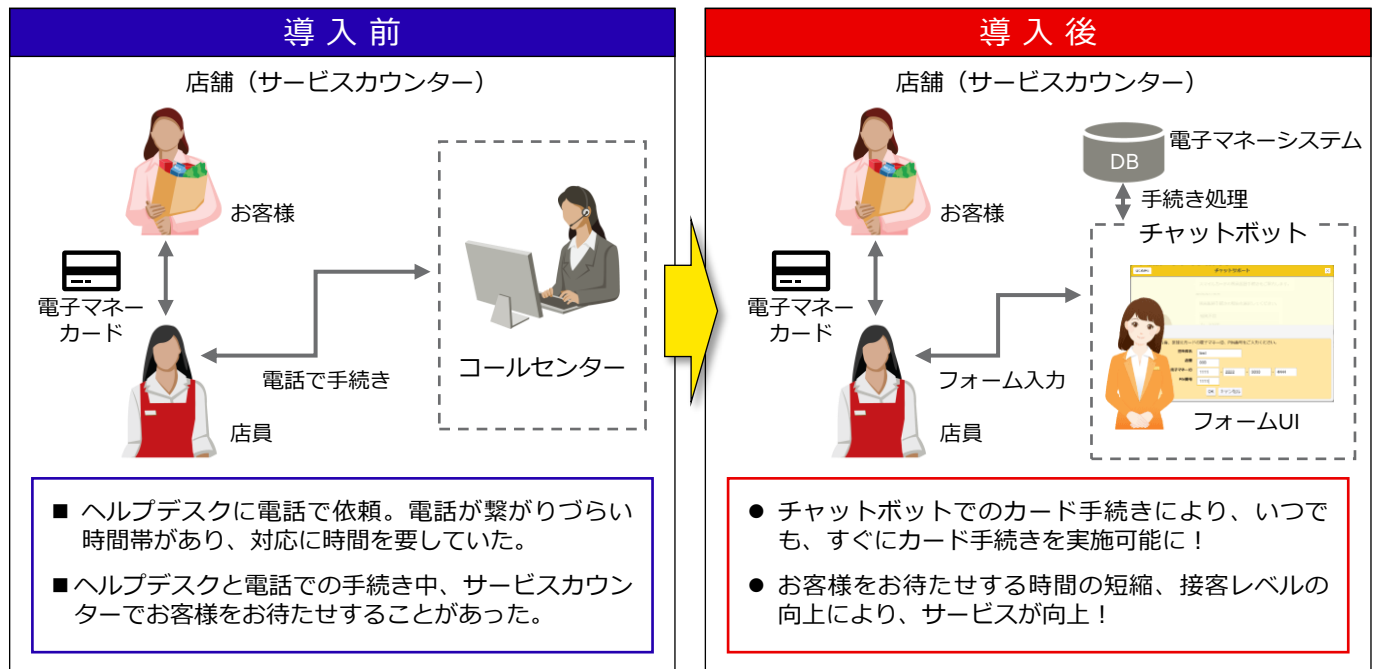 導入前
店舗（サービスカウンター）
お客様
電子マネー
カード
電話で手続き
コールセンター
店員
■ ヘルプデスクに電話で依頼。電話が繋がりづらい
時間帯があり、対応に時間を要していた。
■ ヘルプデスクと電話での手続き中、サービスカウン
ターでお客様をお待たせすることがあった。
導入後
店舗（サービスカウンター）
DB
電子マネーシステム
手続き処理
お客様
チャットボット
チャットサポート
電子マネー
カード
フォーム入力
OK
フォームUI
店員
● チャットボットでのカード手続きにより、いつで
も、すぐにカード手続きを実施可能に！
● お客様をお待たせする時間の短縮、接客レベルの
向上により、サービスが向上！